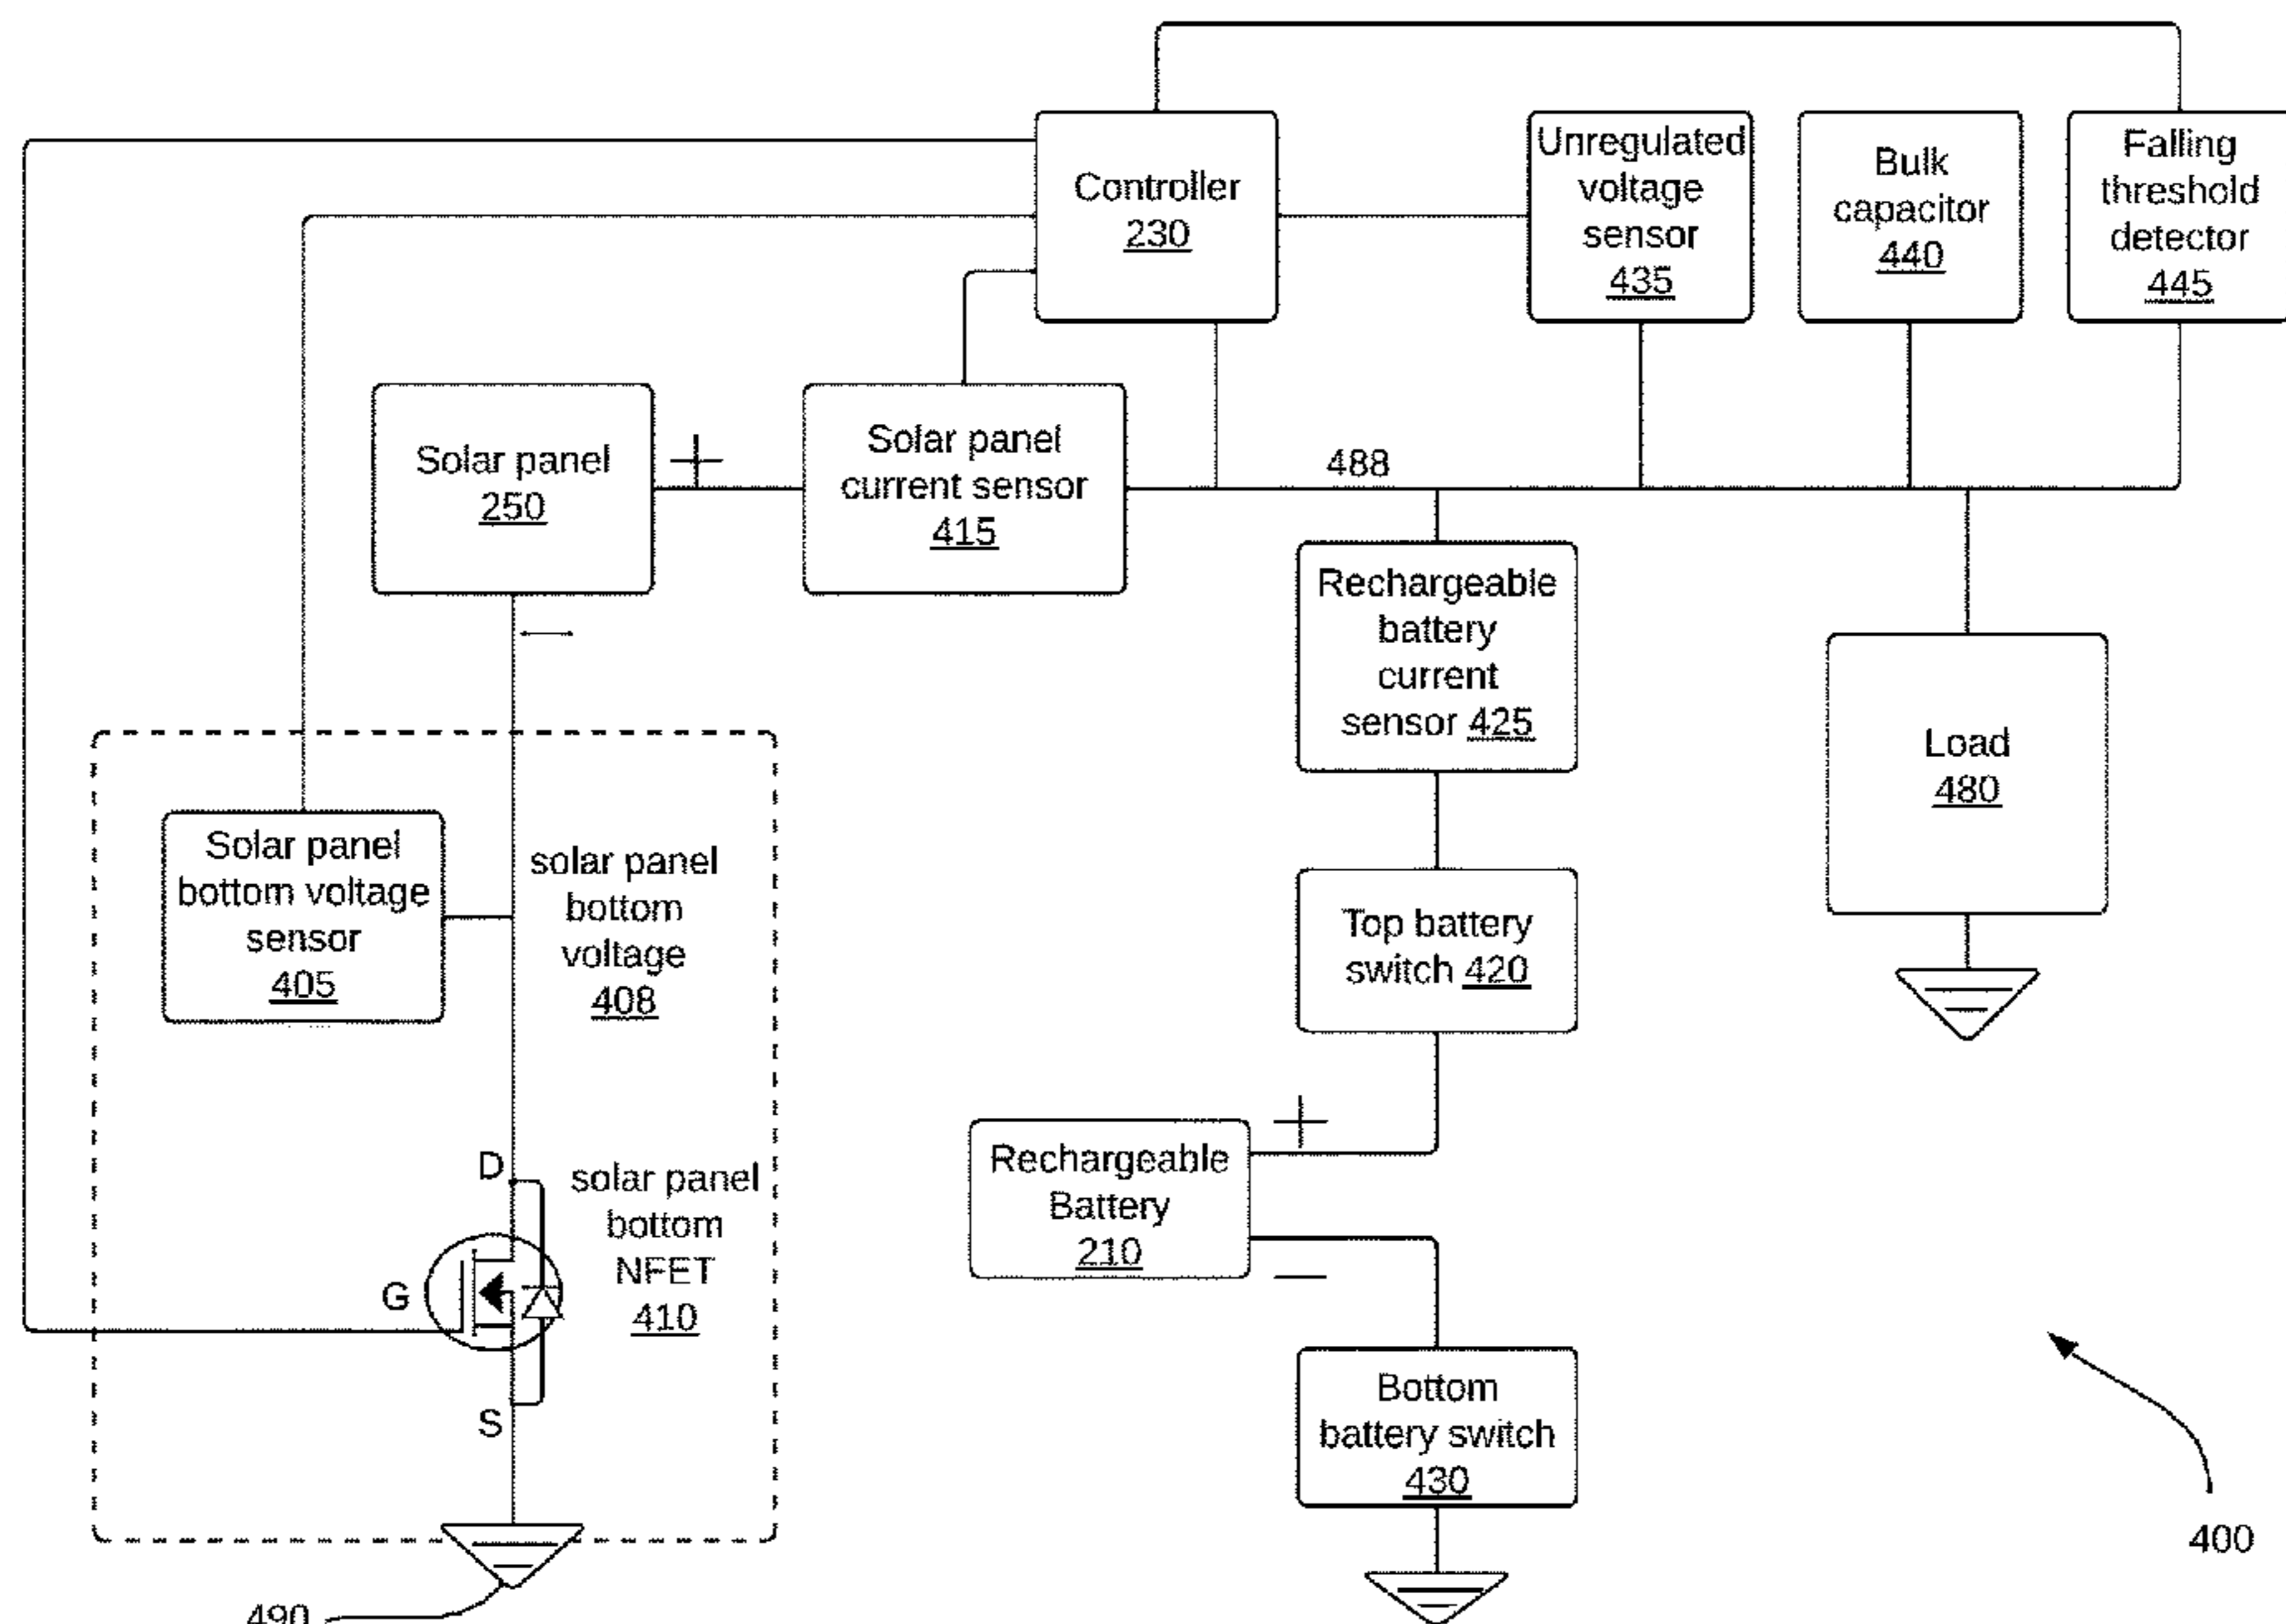 Controller
230
Unregulated
voltage
sensor
435
Bulk
capacitor
440
Falling
threshold
detector
445
Solar panel
250
+
Solar panel
current sensor
415
488
Rechargeable
battery
current
sensor 425
Load
480
Solar panel
bottom voltage
sensor
405
solar panel
bottom
voltage
408
Top battery
switch 420
D
solar panel
bottom
NFET
410
G
S
+
Rechargeable
Battery
210
—
Bottom
battery switch
430
400
490